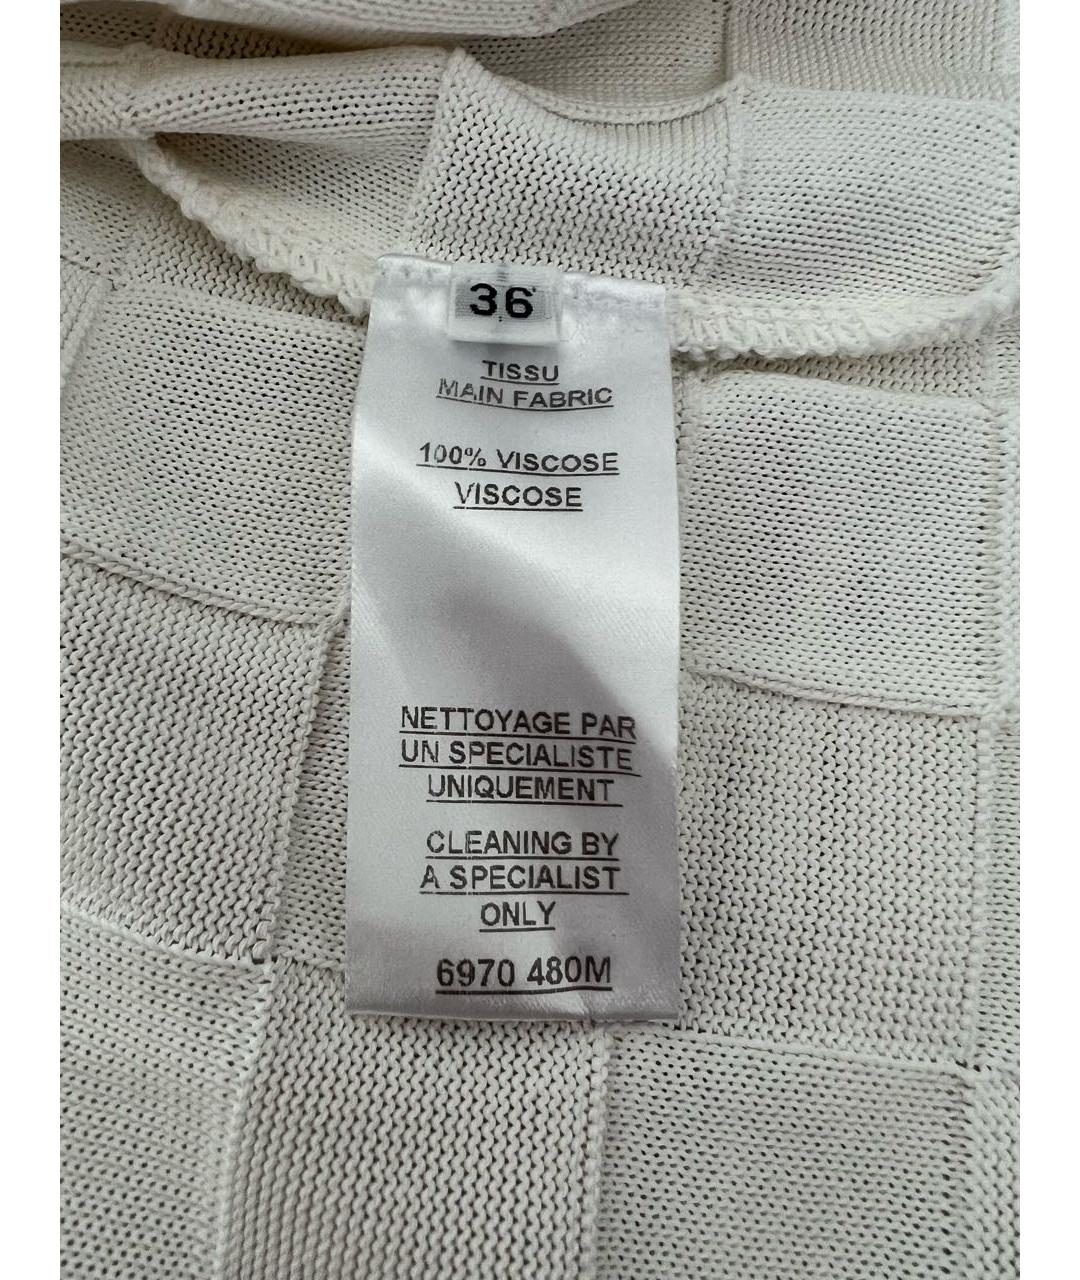 36
TISSU
MAIN FABRIC
100% VISCOSE
VISCOSE
NETTOYAGE PAR
UN SPECIALISTE
UNIQUEMENT
CLEANING BY
A SPECIALIST
ONLY
6970 480M